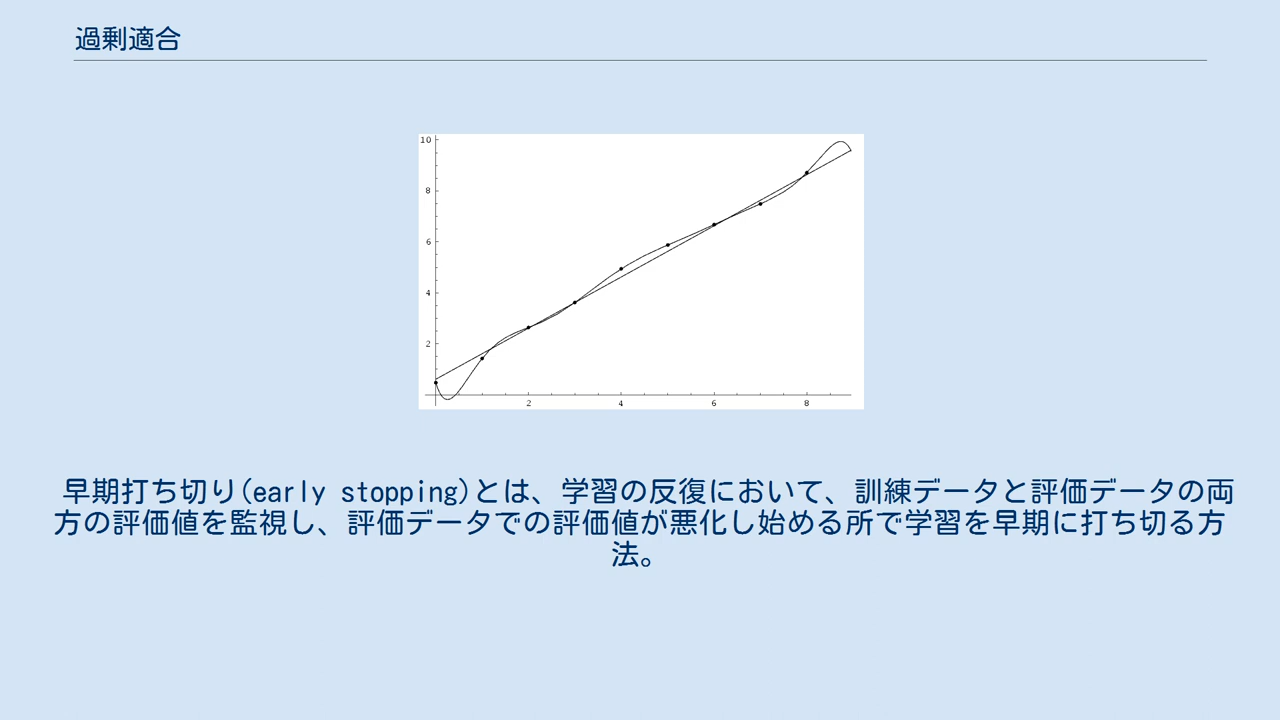 過剰適合
10
8
6
4
2
2 4 6 8
早期打ち切り(early stopping)とは、学習の反復において、訓練データと評価データの両
方の評価値を監視し、評価データでの評価値が悪化し始める所で学習を早期に打ち切る方
法。